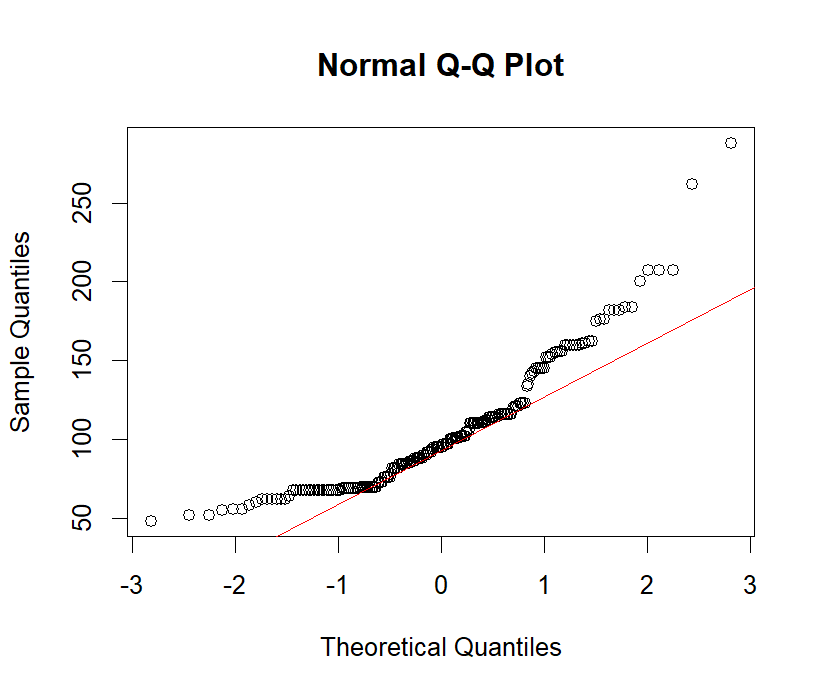 Normal Q-Q Plot
Sample Quantiles
250
200
150
100
50
-3 -2 -1 0 1 2 3
Theoretical Quantiles